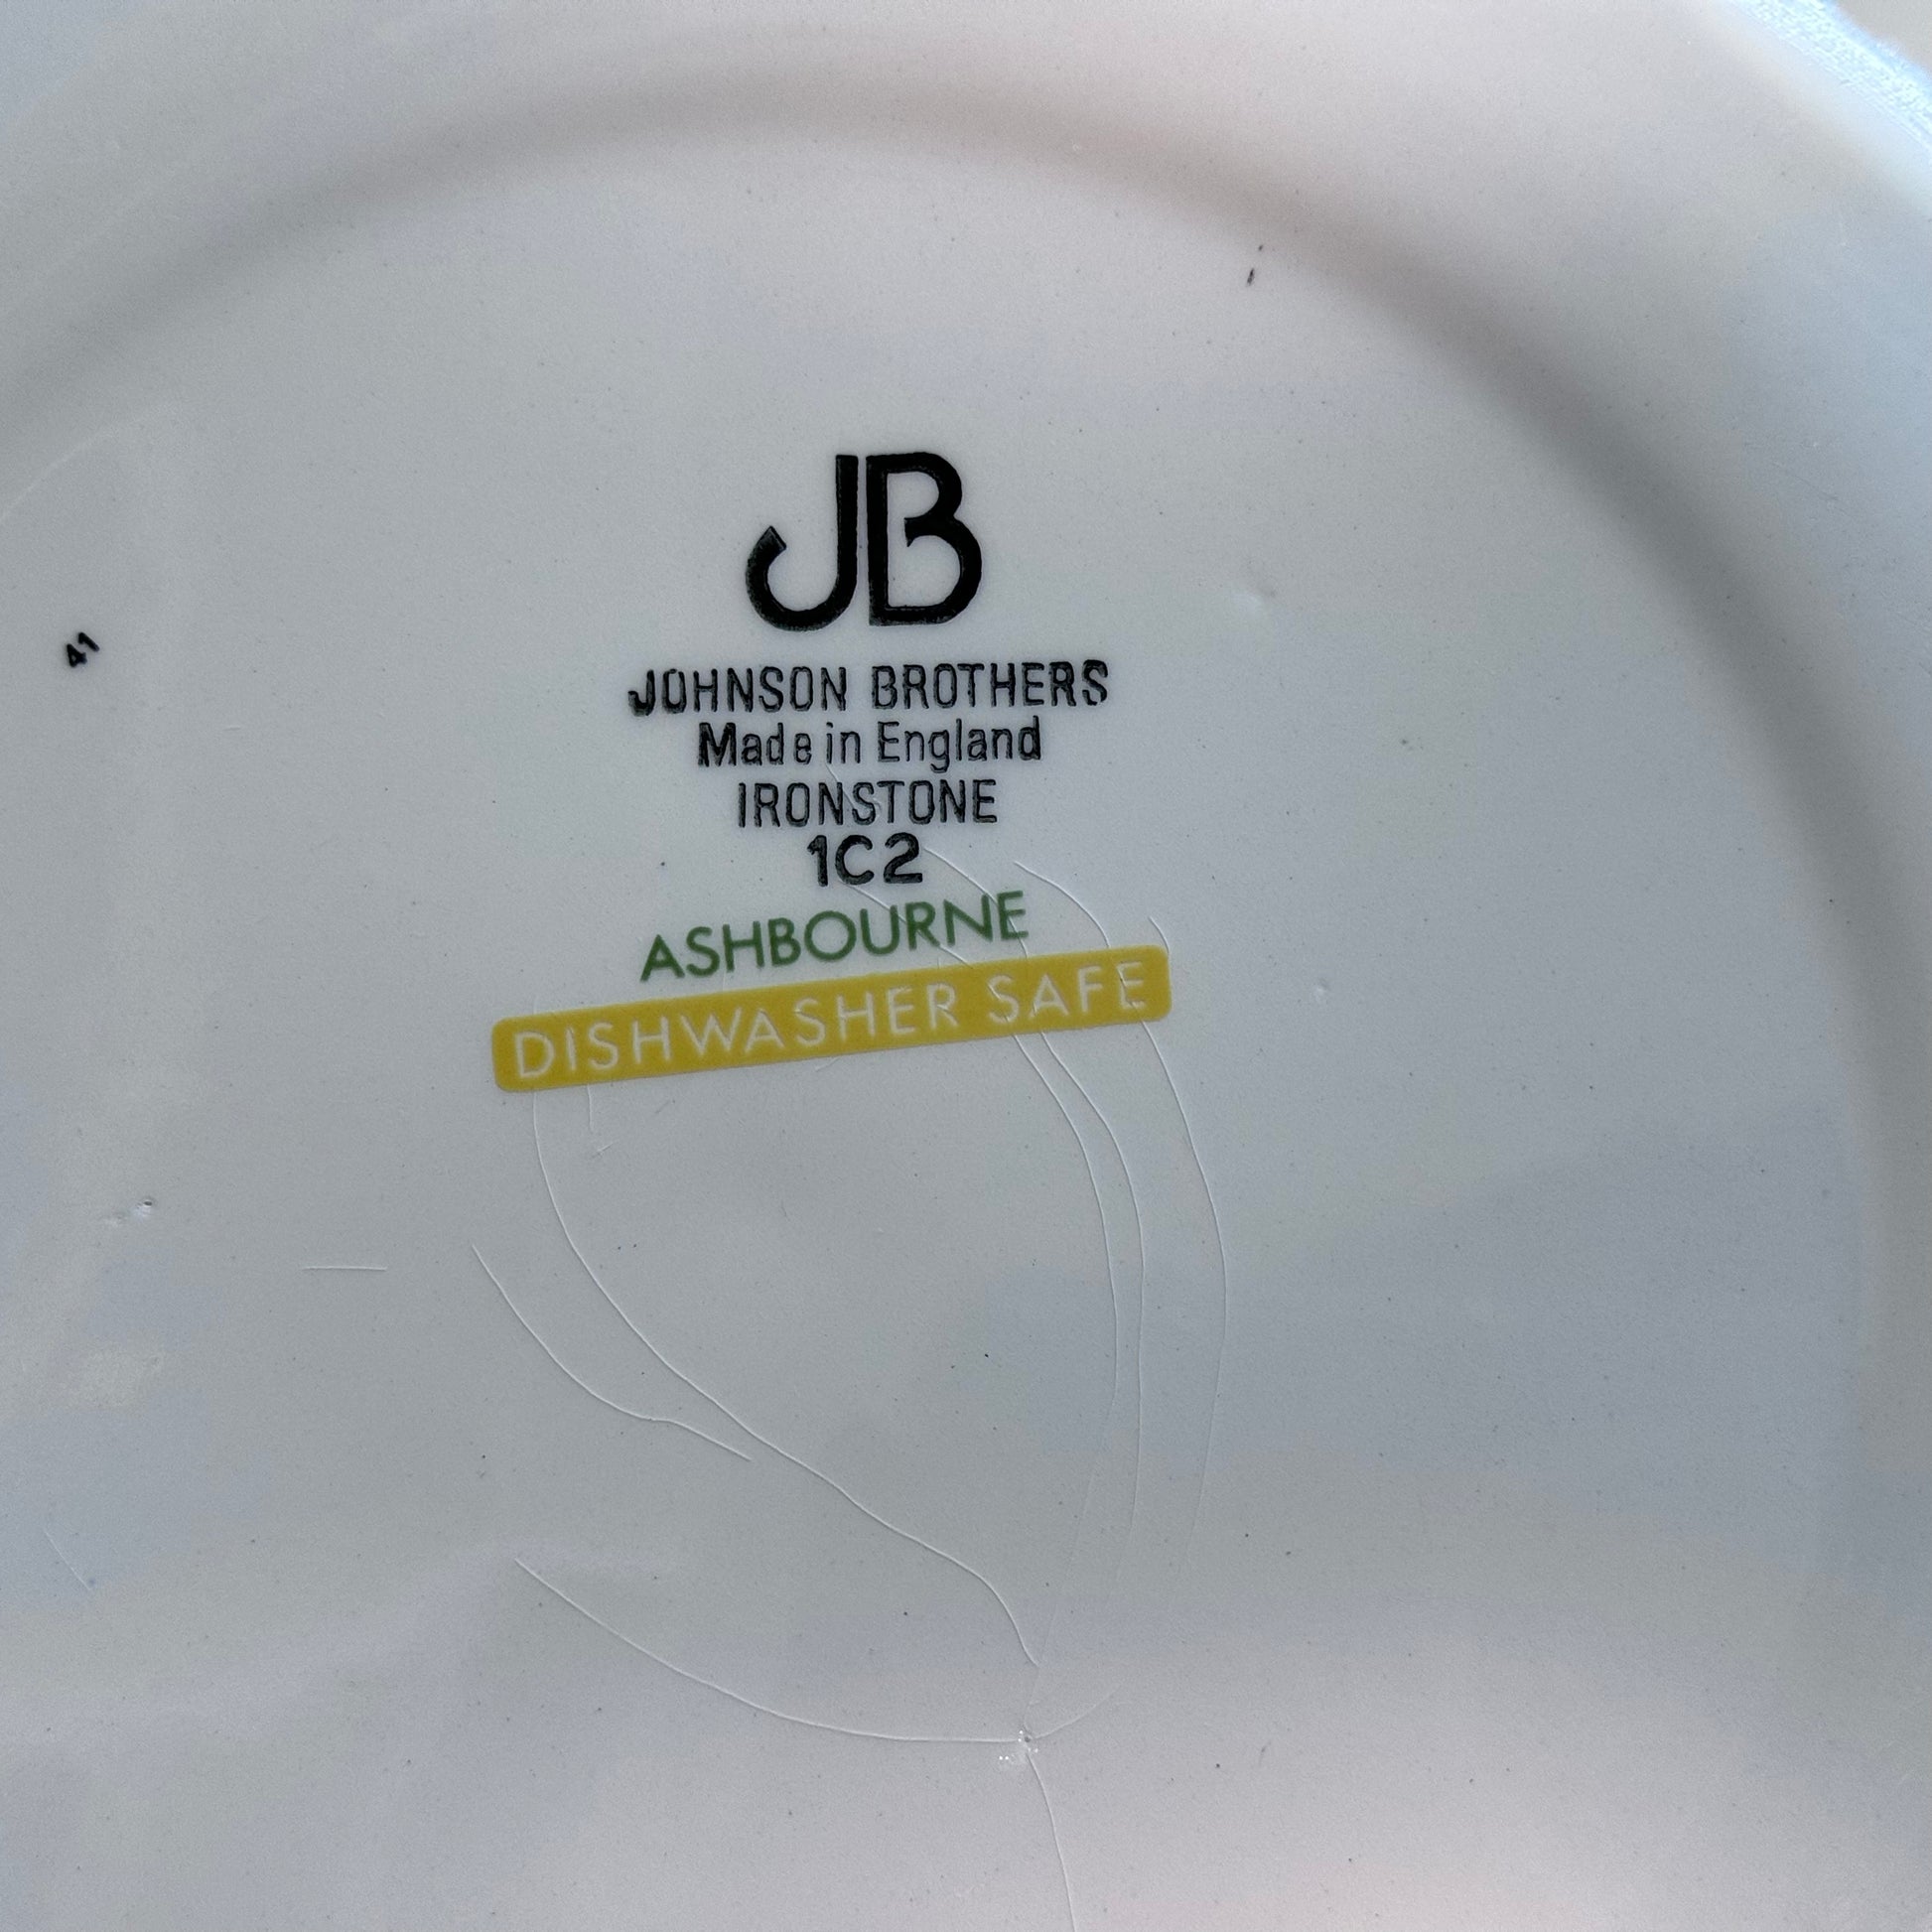 JB
JOHNSON BROTHERS
Made in England
IRONSTONE
1C2
ASHBOURNE
DISHWASHER SAFE
41